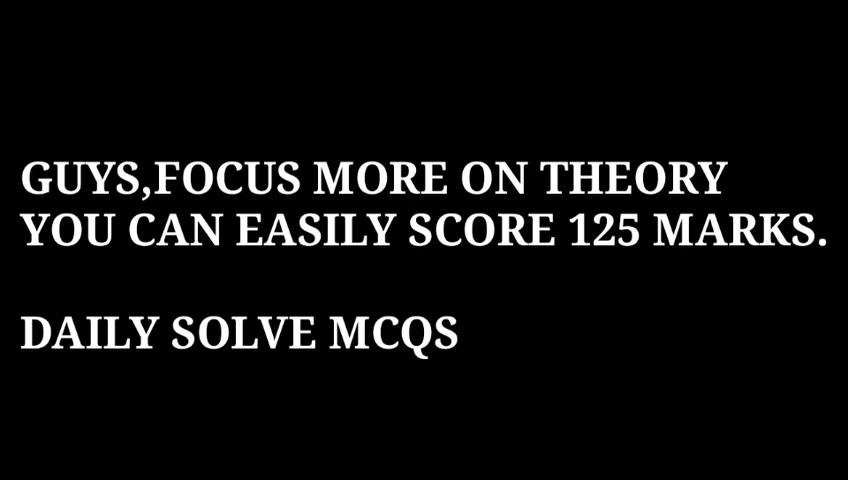 GUYS,FOCUS MORE ON THEORY
YOU CAN EASILY SCORE 125 MARKS.
DAILY SOLVE MCQS